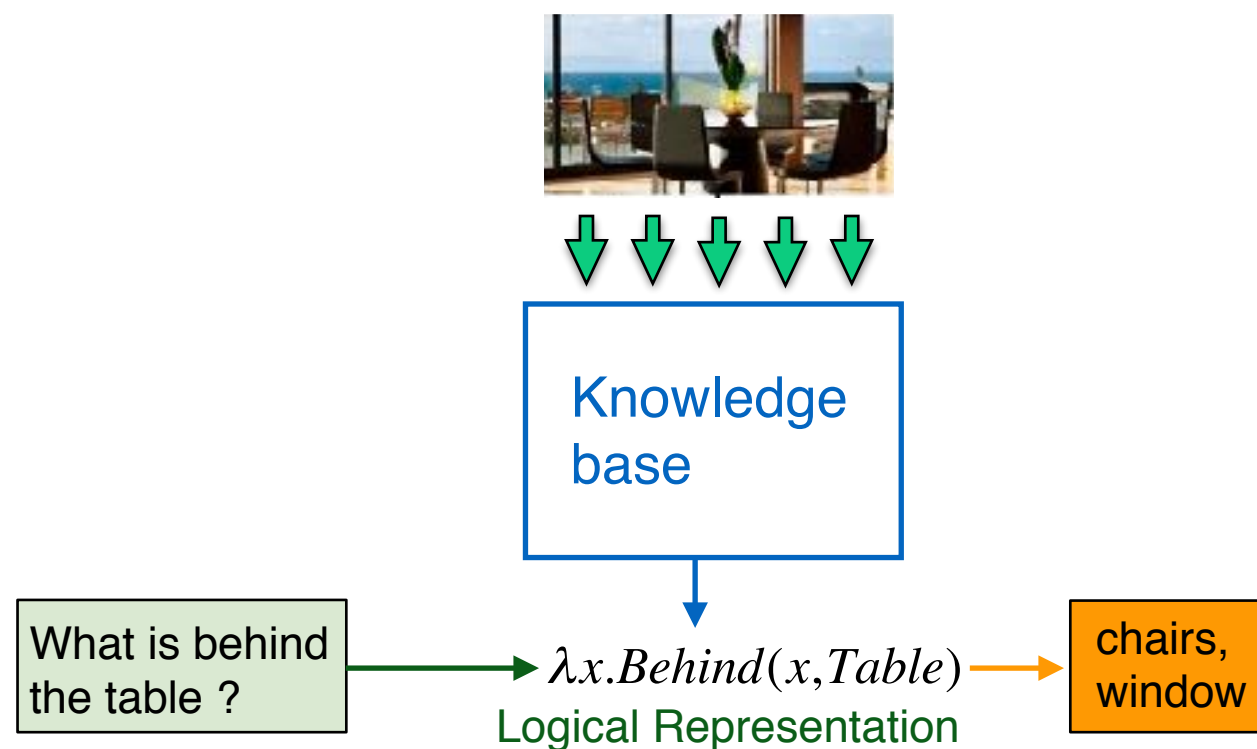 Knowledge
base
What is behind
the table ?
λx.Behind(x,Table)
Logical Representation
chairs,
window